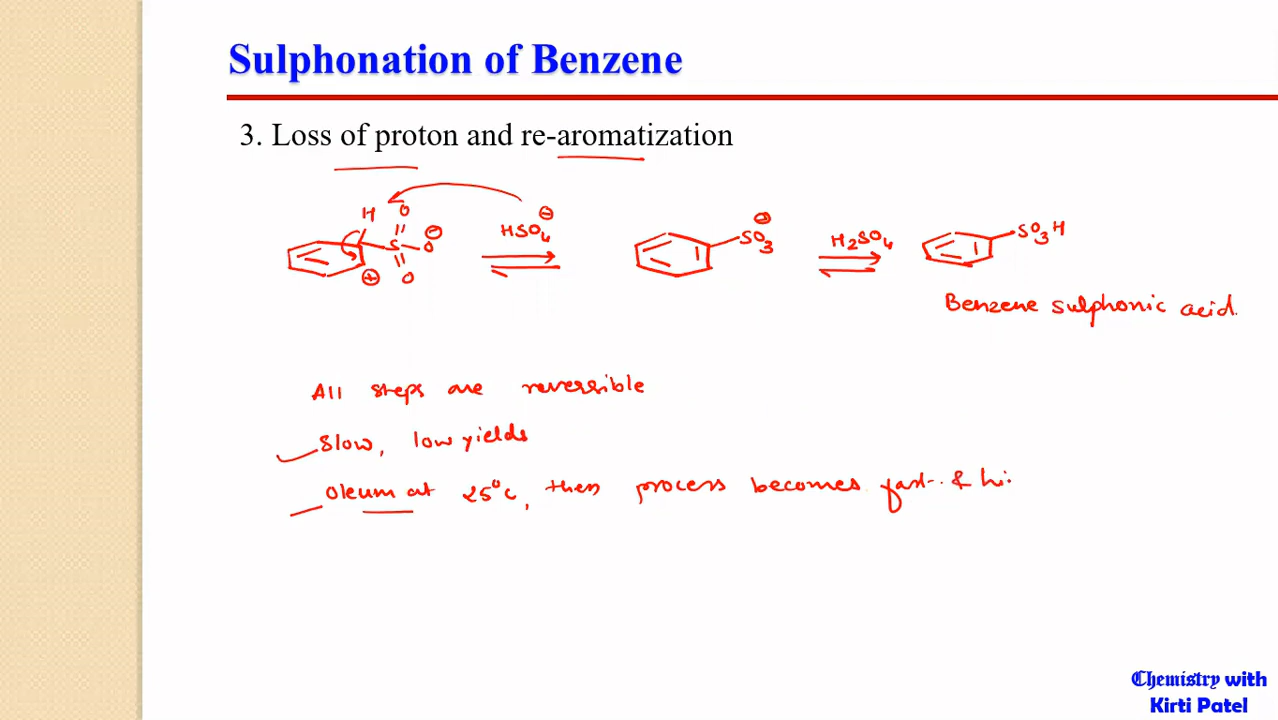 Sulphonation of Benzene
3. Loss of proton and re-aromatization
H O S O ⊖ O ⊕
HSO4 ⊖
SO3 ⊖
H2SO4
SO3H
Benzene sulphonic acid.
All steps are reversible
Slow, low yields
Oleum at 25°C, then process becomes fast & hi
Chemistry with
Kirti Patel